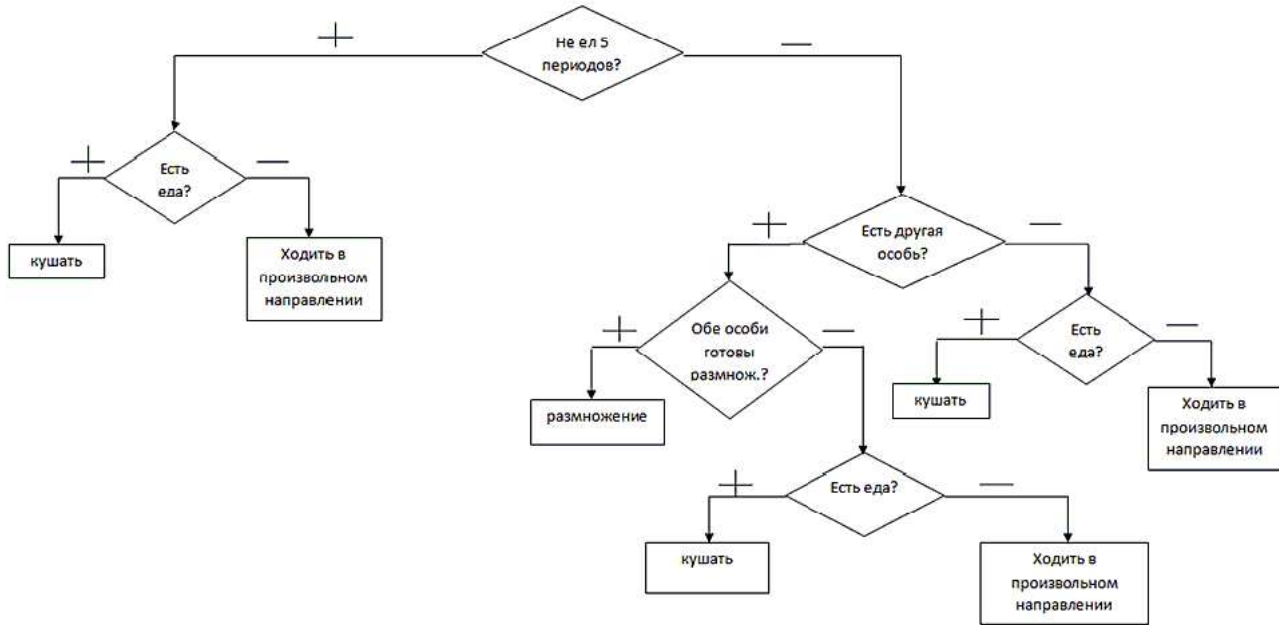 Не ел 5
периодов?
Есть
еда?
кушать
Ходить в
произвольном
направлении
Есть другая
особь?
Обе особи
готовы
размнож.?
размножение
Есть
еда?
кушать
Ходить в
произвольном
направлении
Есть еда?
кушать
Ходить в
произвольном
направлении